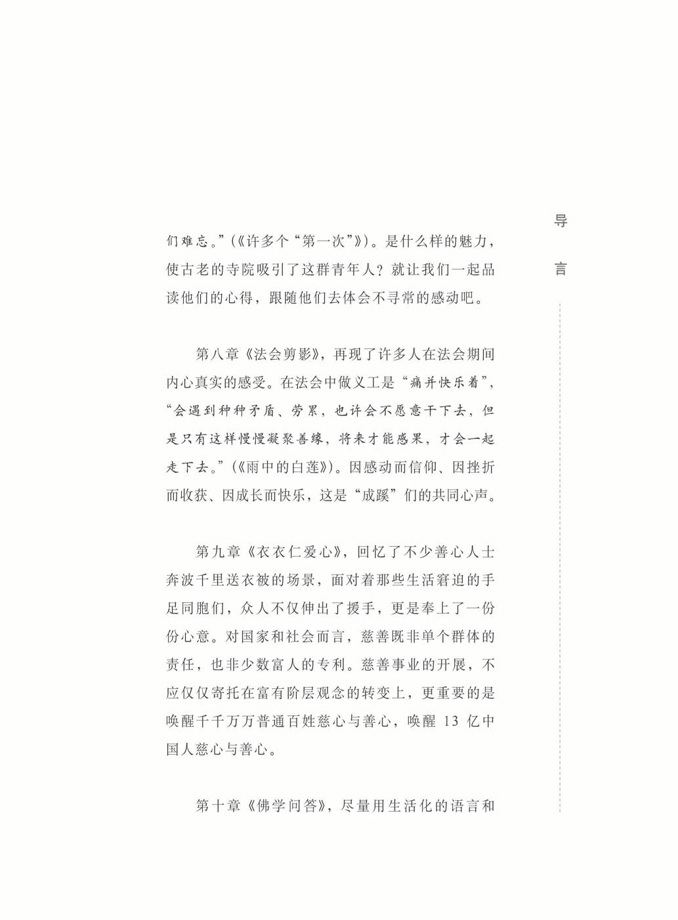 导言
们难忘。”(《许多个“第一次”》)。是什么样的魅力，
使古老的寺院吸引了这群青年人？就让我们一起品
读他们的心得，跟随他们去体会不寻常的感动吧。
第八章《法会剪影》，再现了许多人在法会期间
内心真实的感受。在法会中做义工是“痛并快乐着”，
“会遇到种种矛盾、劳累，也许会不愿意干下去，但
是只有这样慢慢凝聚善缘，将来才能感果，才会一起
走下去。”(《雨中的白莲》)。因感动而信仰、因挫折
而收获、因成长而快乐，这是“成蹊”们的共同心声。
第九章《衣衣仁爱心》，回忆了不少善心人士
奔波千里送衣被的场景，面对着那些生活窘迫的手
足同胞们，众人不仅伸出了援手，更是奉上了一份
份心意。对国家和社会而言，慈善既非单个群体的
责任，也非少数富人的专利。慈善事业的开展，不
应仅仅寄托在富有阶层观念的转变上，更重要的是
唤醒千千万万普通百姓慈心与善心，唤醒 13 亿中
国人慈心与善心。
第十章《佛学问答》，尽量用生活化的语言和